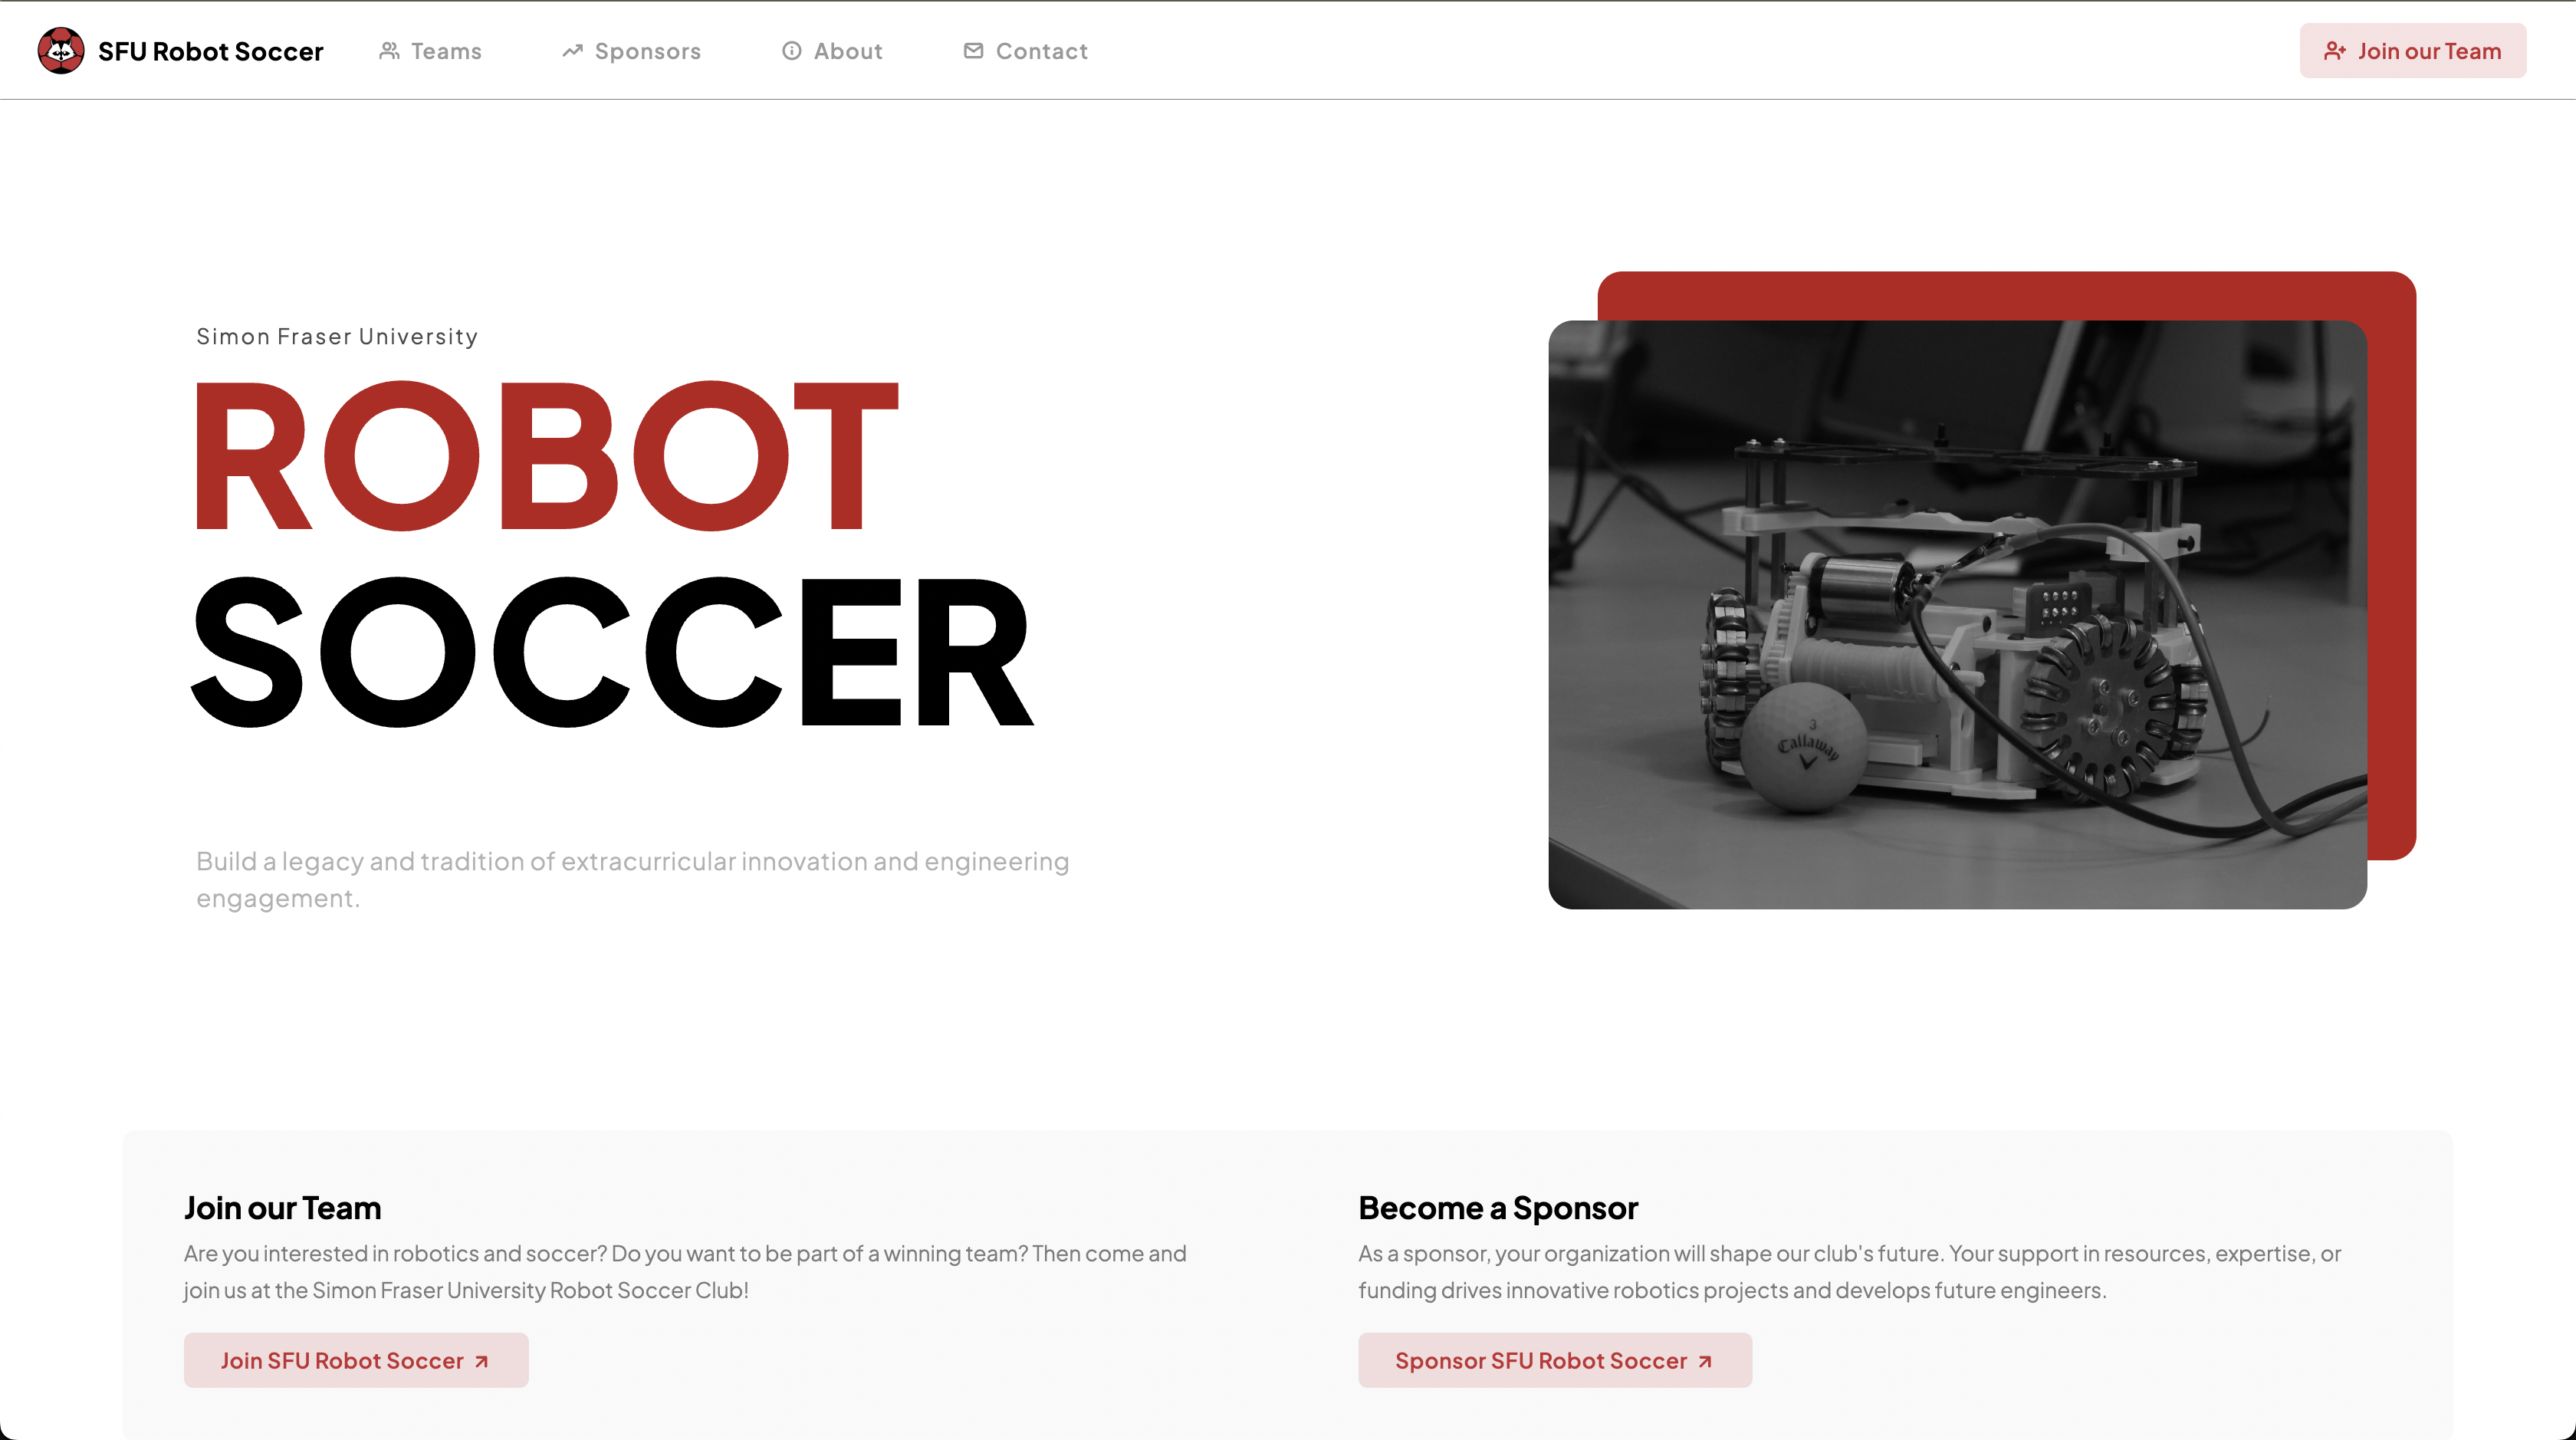 SFU Robot Soccer
Teams
Sponsors
About
Contact
Join our Team
Simon Fraser University
ROBOT
SOCCER
Build a legacy and tradition of extracurricular innovation and engineering
engagement.
3
Callaway
Join our Team
Are you interested in robotics and soccer? Do you want to be part of a winning team? Then come and
join us at the Simon Fraser University Robot Soccer Club!
Join SFU Robot Soccer
Become a Sponsor
As a sponsor, your organization will shape our club's future. Your support in resources, expertise, or
funding drives innovative robotics projects and develops future engineers.
Sponsor SFU Robot Soccer